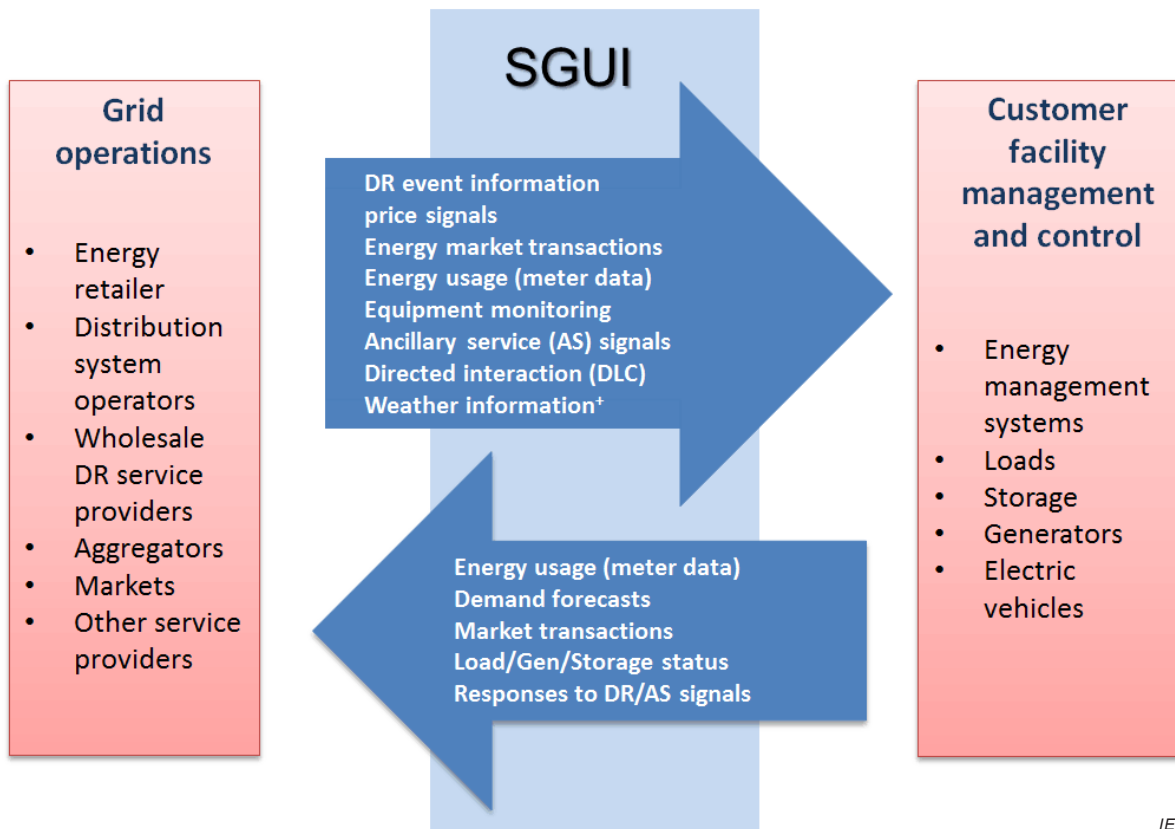 SGUI
Grid
operations
• Energy
retailer
• Distribution
system
operators
• Wholesale
DR service
providers
• Aggregators
• Markets
• Other service
providers
DR event information
price signals
Energy market transactions
Energy usage (meter data)
Equipment monitoring
Ancillary service (AS) signals
Directed interaction (DLC)
Weather information⁺
Energy usage (meter data)
Demand forecasts
Market transactions
Load/Gen/Storage status
Responses to DR/AS signals
Customer
facility
management
and control
• Energy
management
systems
• Loads
• Storage
• Generators
• Electric
vehicles